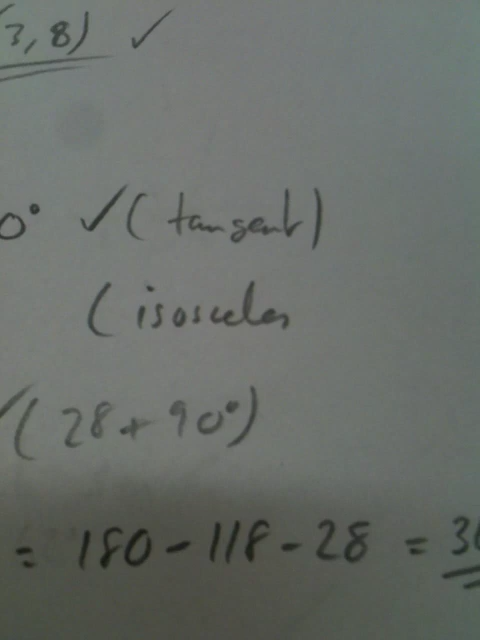 (3, 8) ✓
0° ✓ (tangent)
(isosceles
✓ (28 + 90°)
= 180 - 118 - 28 = 3